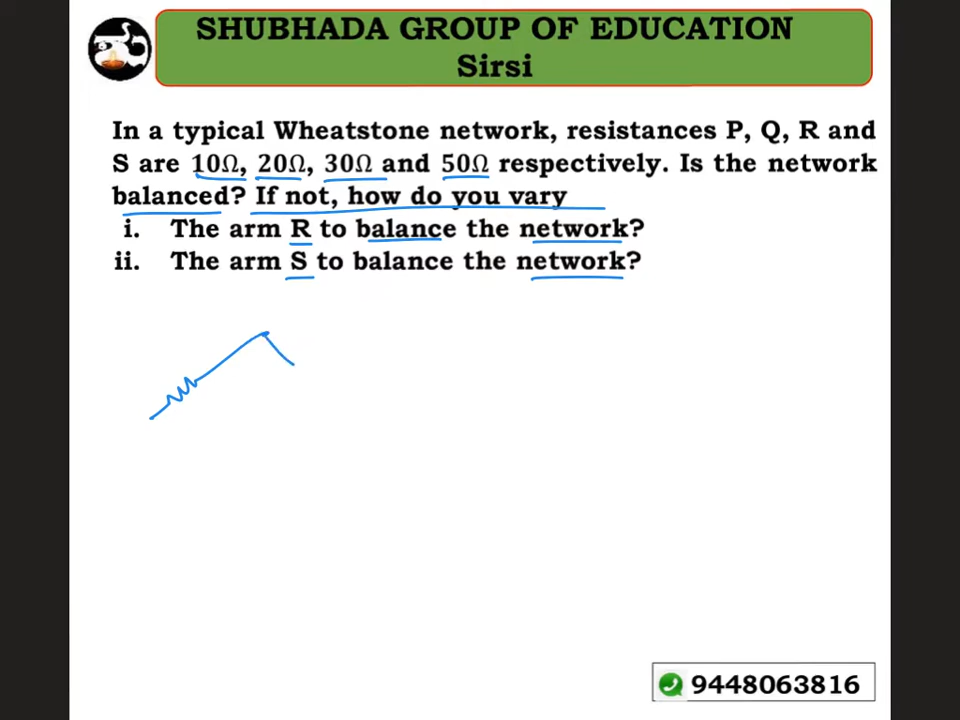 SHUBHADA GROUP OF EDUCATION
Sirsi
In a typical Wheatstone network, resistances P, Q, R and
S are 10Ω, 20Ω, 30Ω and 50Ω respectively. Is the network
balanced? If not, how do you vary
i. The arm R to balance the network?
ii. The arm S to balance the network?
9448063816